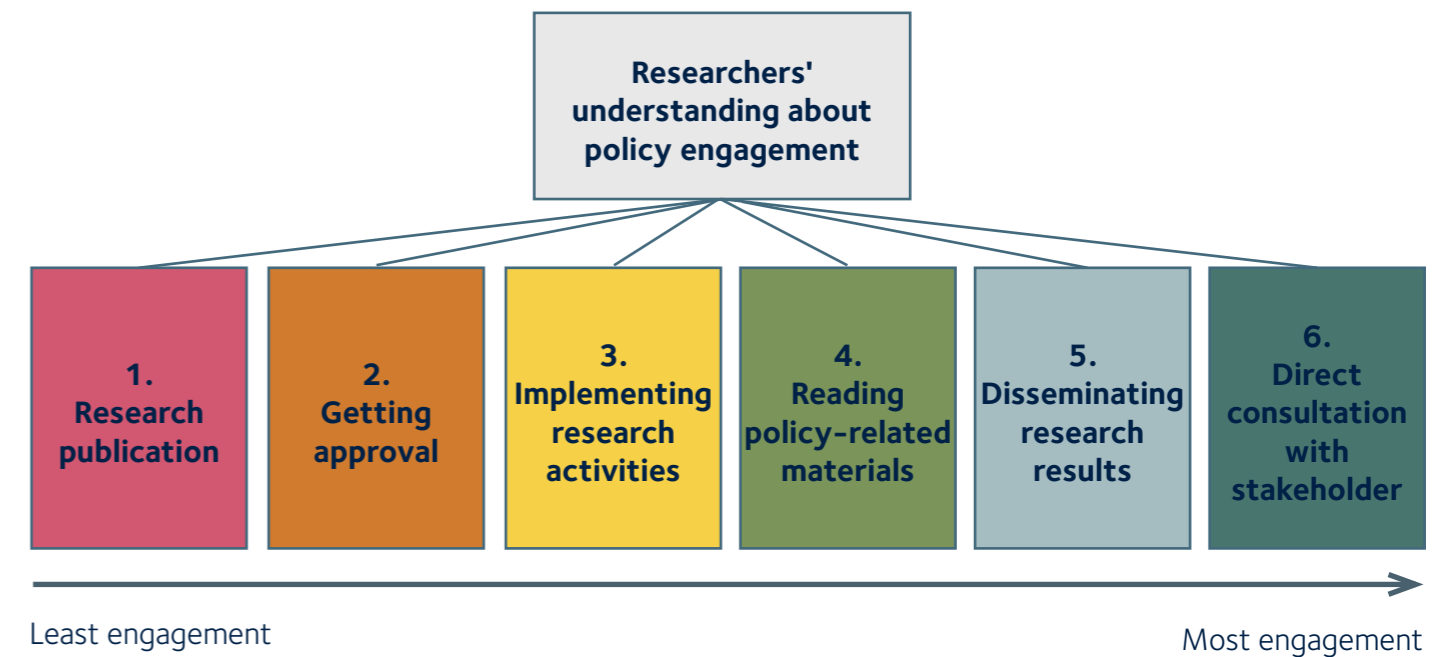 Researchers'
understanding about
policy engagement
1.
Research
publication
2.
Getting
approval
3.
Implementing
research
activities
4.
Reading
policy-related
materials
5.
Disseminating
research
results
6.
Direct
consultation
with
stakeholder
Least engagement
Most engagement